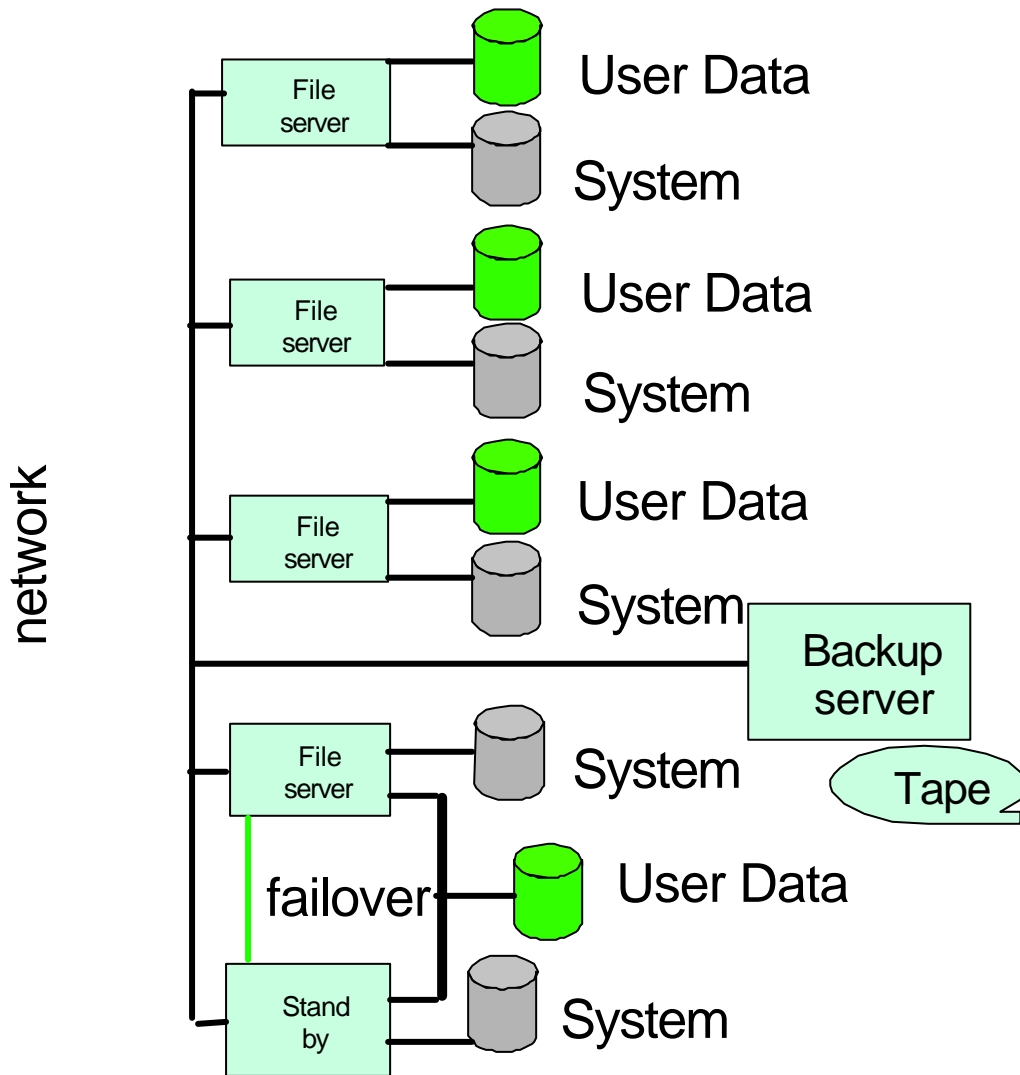 File
server
User Data
System
File
server
User Data
System
network
File
server
User Data
System
Backup
server
File
server
System
Tape
failover
User Data
Stand
by
System